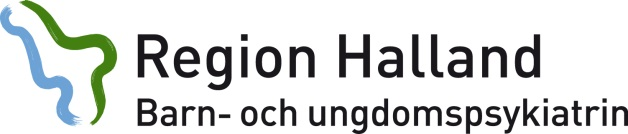 Region Halland
Barn- och ungdomspsykiatrin